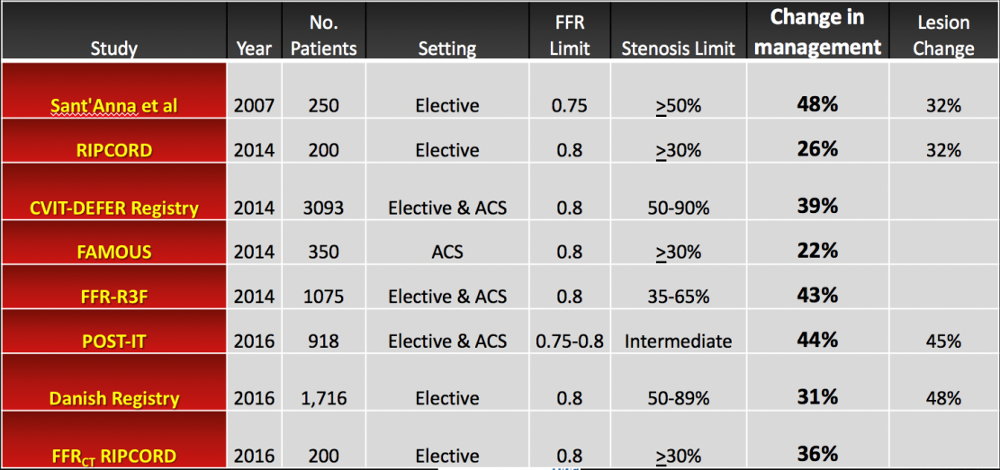 Study Year No. Patients Setting FFR Limit Stenosis Limit Change in management Lesion Change
Sant'Anna et al 2007 250 Elective 0.75 >50% 48% 32%
RIPCORD 2014 200 Elective 0.8 >30% 26% 32%
CVIT-DEFER Registry 2014 3093 Elective & ACS 0.8 50-90% 39%
FAMOUS 2014 350 ACS 0.8 >30% 22%
FFR-R3F 2014 1075 Elective & ACS 0.8 35-65% 43%
POST-IT 2016 918 Elective & ACS 0.75-0.8 Intermediate 44% 45%
Danish Registry 2016 1,716 Elective 0.8 50-89% 31% 48%
FFRCT RIPCORD 2016 200 Elective 0.8 >30% 36%